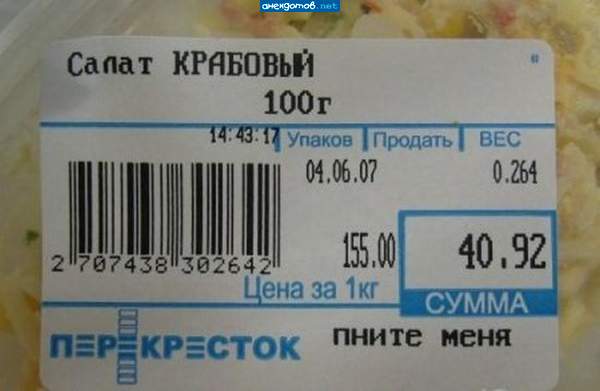 анекдотов.net
Салат КРАБОВЫЙ
100г
14:43:17 Упаков Продать ВЕС
04.06.07 0.264
2 707438 302642
155.00 40.92
Цена за 1кг СУММА
ПЕРЕКРЕСТОК пните меня